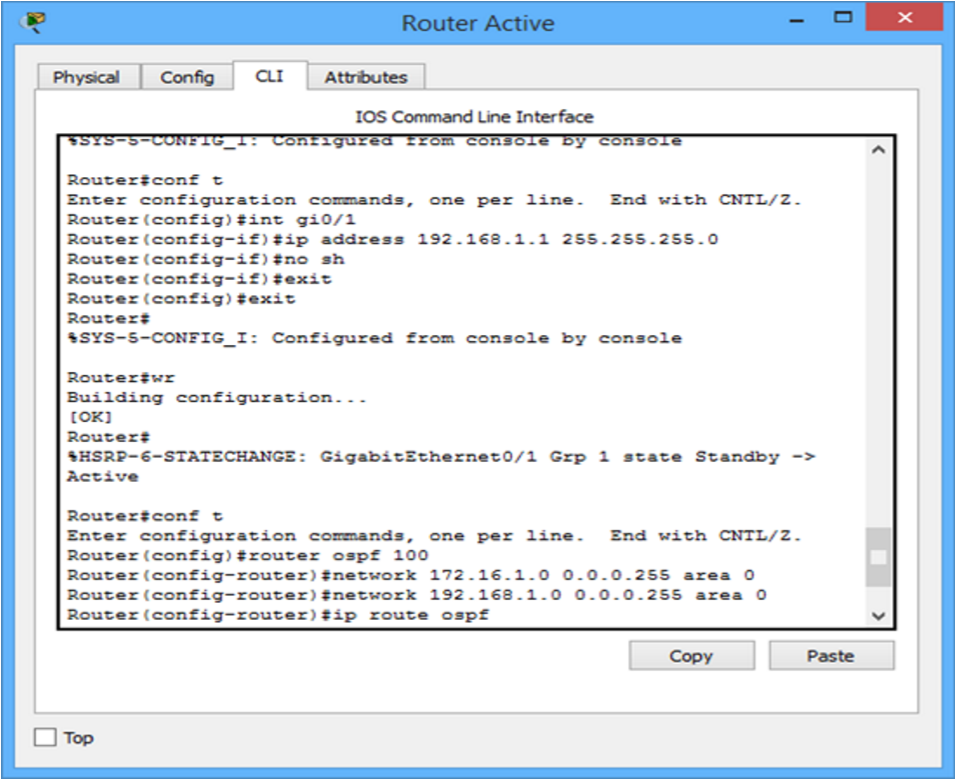 Router Active
Physical Config CLI Attributes
IOS Command Line Interface
%SYS-5-CONFIG_I: Configured from console by console
Router#conf t
Enter configuration commands, one per line. End with CNTL/Z.
Router(config)#int gi0/1
Router(config-if)#ip address 192.168.1.1 255.255.255.0
Router(config-if)#no sh
Router(config-if)#exit
Router(config)#exit
Router#
%SYS-5-CONFIG_I: Configured from console by console
Router#wr
Building configuration...
[OK]
Router#
%HSRP-6-STATECHANGE: GigabitEthernet0/1 Grp 1 state Standby ->
Active
Router#conf t
Enter configuration commands, one per line. End with CNTL/Z.
Router(config)#router ospf 100
Router(config-router)#network 172.16.1.0 0.0.0.255 area 0
Router(config-router)#network 192.168.1.0 0.0.0.255 area 0
Router(config-router)#ip route ospf
Copy Paste
Top